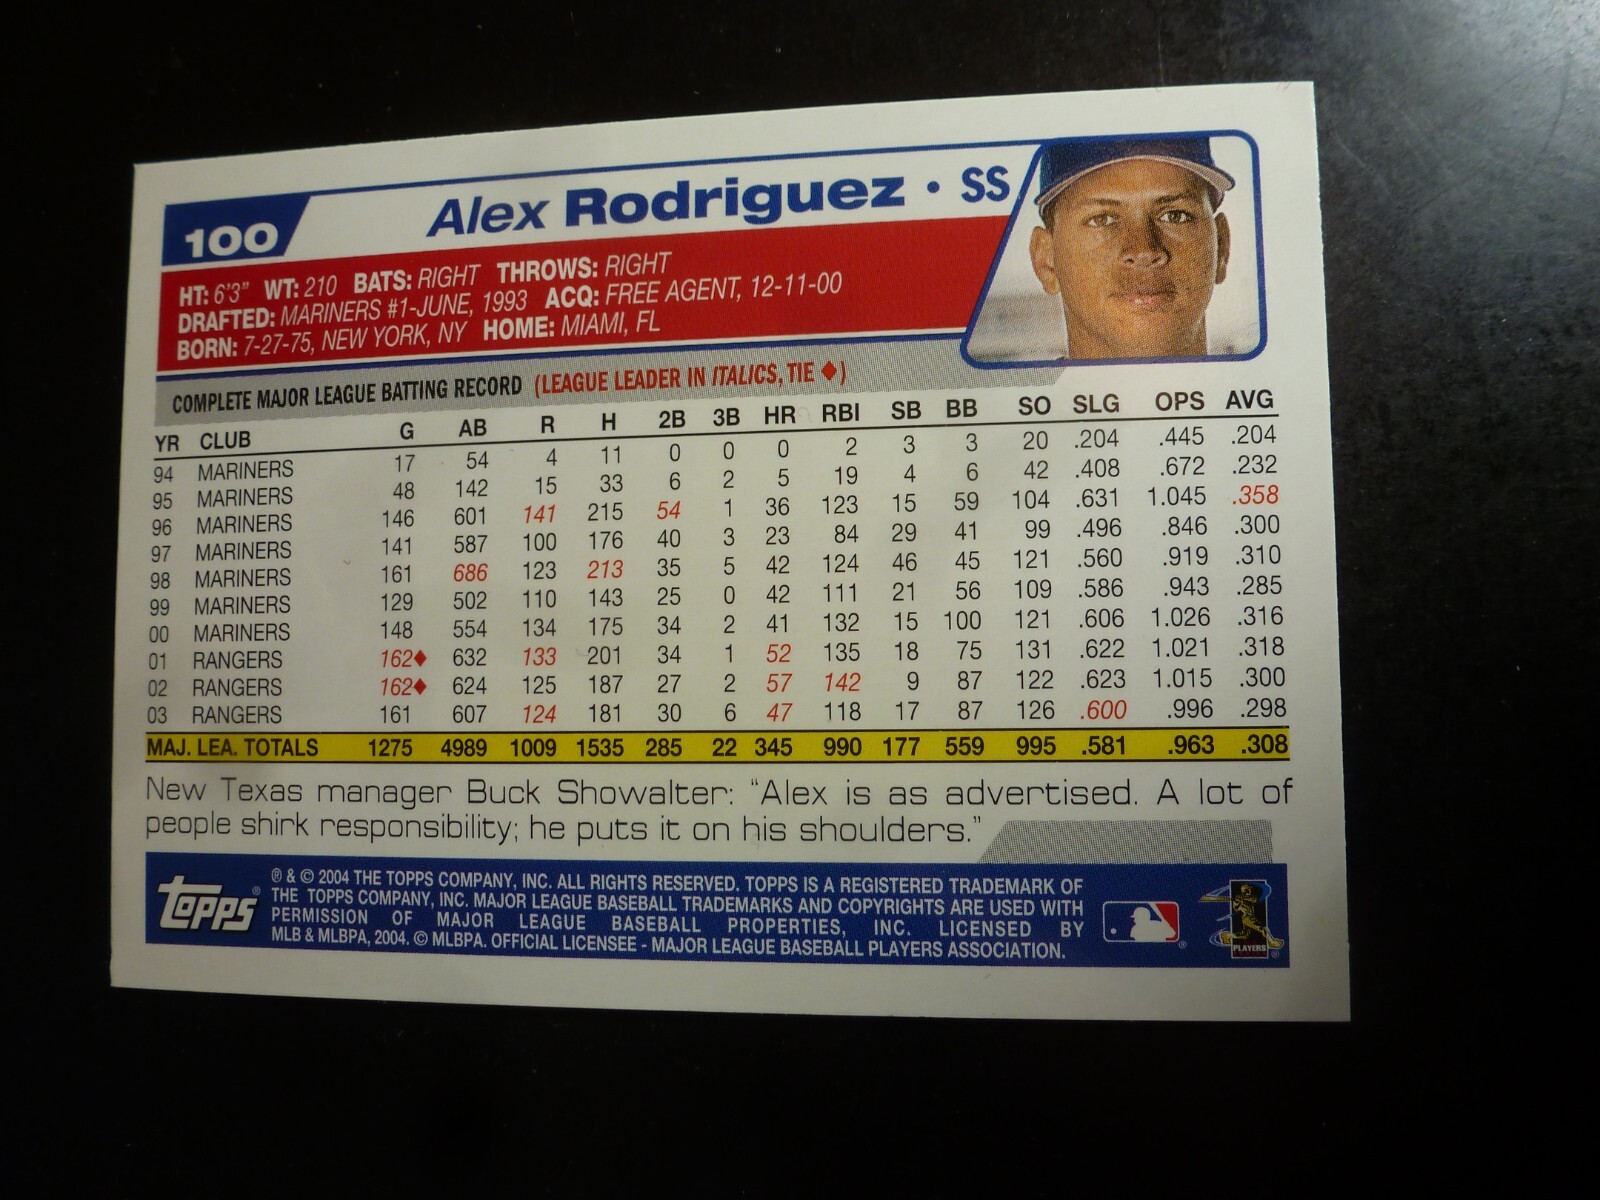 100 Alex Rodriguez • SS
HT: 6'3" WT: 210 BATS: RIGHT THROWS: RIGHT
DRAFTED: MARINERS #1-JUNE, 1993 ACQ: FREE AGENT, 12-11-00
BORN: 7-27-75, NEW YORK, NY HOME: MIAMI, FL
COMPLETE MAJOR LEAGUE BATTING RECORD (LEAGUE LEADER IN ITALICS, TIE ♦)
YR CLUB G AB R H 2B 3B HR RBI SB BB SO SLG OPS AVG
94 MARINERS 17 54 4 11 0 0 0 2 3 3 20 .204 .445 .204
95 MARINERS 48 142 15 33 6 2 5 19 4 6 42 .408 .672 .232
96 MARINERS 146 601 141 215 54 1 36 123 15 59 104 .631 1.045 .358
97 MARINERS 141 587 100 176 40 3 23 84 29 41 99 .496 .846 .300
98 MARINERS 161 686 123 213 35 5 42 124 46 45 121 .560 .919 .310
99 MARINERS 129 502 110 143 25 0 42 111 21 56 109 .586 .943 .285
00 MARINERS 148 554 134 175 34 2 41 132 15 100 121 .606 1.026 .316
01 RANGERS 162♦ 632 133 201 34 1 52 135 18 75 131 .622 1.021 .318
02 RANGERS 162♦ 624 125 187 27 2 57 142 9 87 122 .623 1.015 .300
03 RANGERS 161 607 124 181 30 6 47 118 17 87 126 .600 .996 .298
MAJ. LEA. TOTALS 1275 4989 1009 1535 285 22 345 990 177 559 995 .581 .963 .308
New Texas manager Buck Showalter: "Alex is as advertised. A lot of
people shirk responsibility; he puts it on his shoulders."
topps®
® & © 2004 THE TOPPS COMPANY, INC. ALL RIGHTS RESERVED. TOPPS IS A REGISTERED TRADEMARK OF
THE TOPPS COMPANY, INC. MAJOR LEAGUE BASEBALL TRADEMARKS AND COPYRIGHTS ARE USED WITH
PERMISSION OF MAJOR LEAGUE BASEBALL PROPERTIES, INC. LICENSED BY
MLB & MLBPA, 2004. © MLBPA. OFFICIAL LICENSEE - MAJOR LEAGUE BASEBALL PLAYERS ASSOCIATION.
PLAYERS